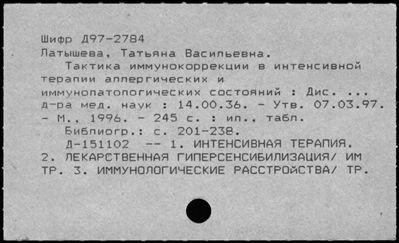 Шифр Д97-2784
Латышева, Татьяна Васильевна.
Тактика иммунокоррекции в интенсивной
терапии аллергических и
иммунопатологических состояний : Дис. ...
д-ра мед. наук : 14.00.36. - Утв. 07.03.97.
- М., 1996. - 245 с. : ил., табл.
Библиогр.: с. 201-238.
Д-151102 -- 1. ИНТЕНСИВНАЯ ТЕРАПИЯ.
2. ЛЕКАРСТВЕННАЯ ГИПЕРСЕНСИБИЛИЗАЦИЯ/ ИМ
ТР. 3. ИММУНОЛОГИЧЕСКИЕ РАССТРОЙСТВА/ ТР.